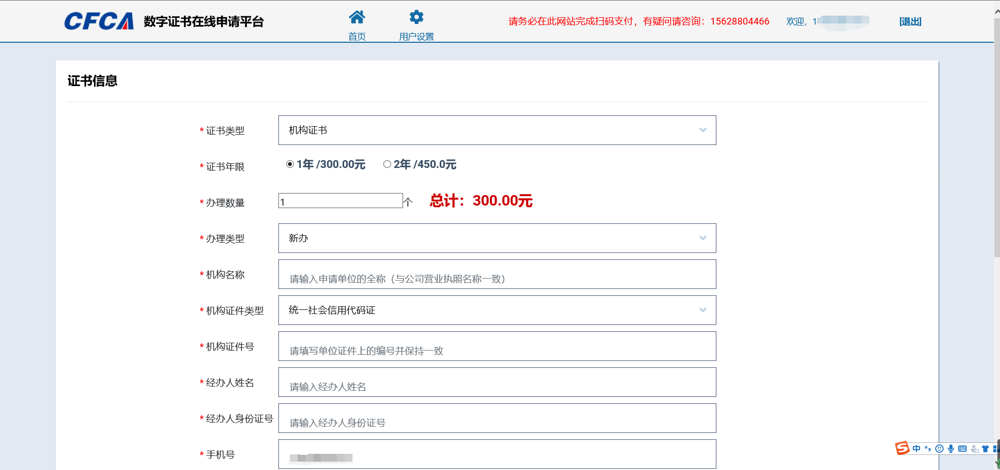 CFCA 数字证书在线申请平台
首页
用户设置
请务必在此网站完成扫码支付，有疑问请咨询：15628804466
欢迎，1
[退出]
证书信息
* 证书类型 机构证书
* 证书年限 1年 /300.00元 2年 /450.0元
* 办理数量 1 个 总计：300.00元
* 办理类型 新办
* 机构名称 请输入申请单位的全称（与公司营业执照名称一致）
* 机构证件类型 统一社会信用代码证
* 机构证件号 请填写单位证件上的编号并保持一致
* 经办人姓名 请输入经办人姓名
* 经办人身份证号 请输入经办人身份证号
* 手机号
S 中